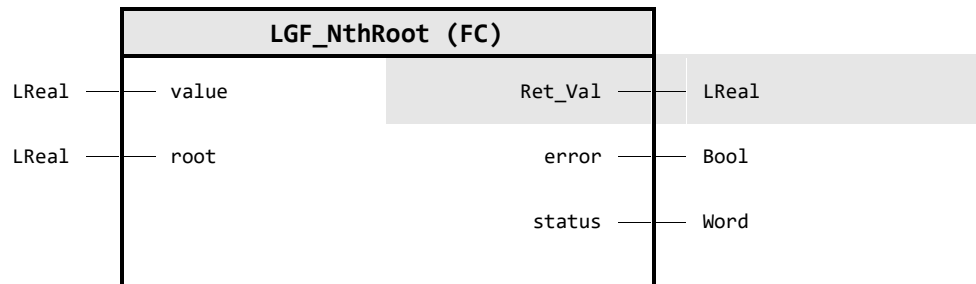 LGF_NthRoot (FC)
LReal value Ret_Val LReal
LReal root error Bool
status Word